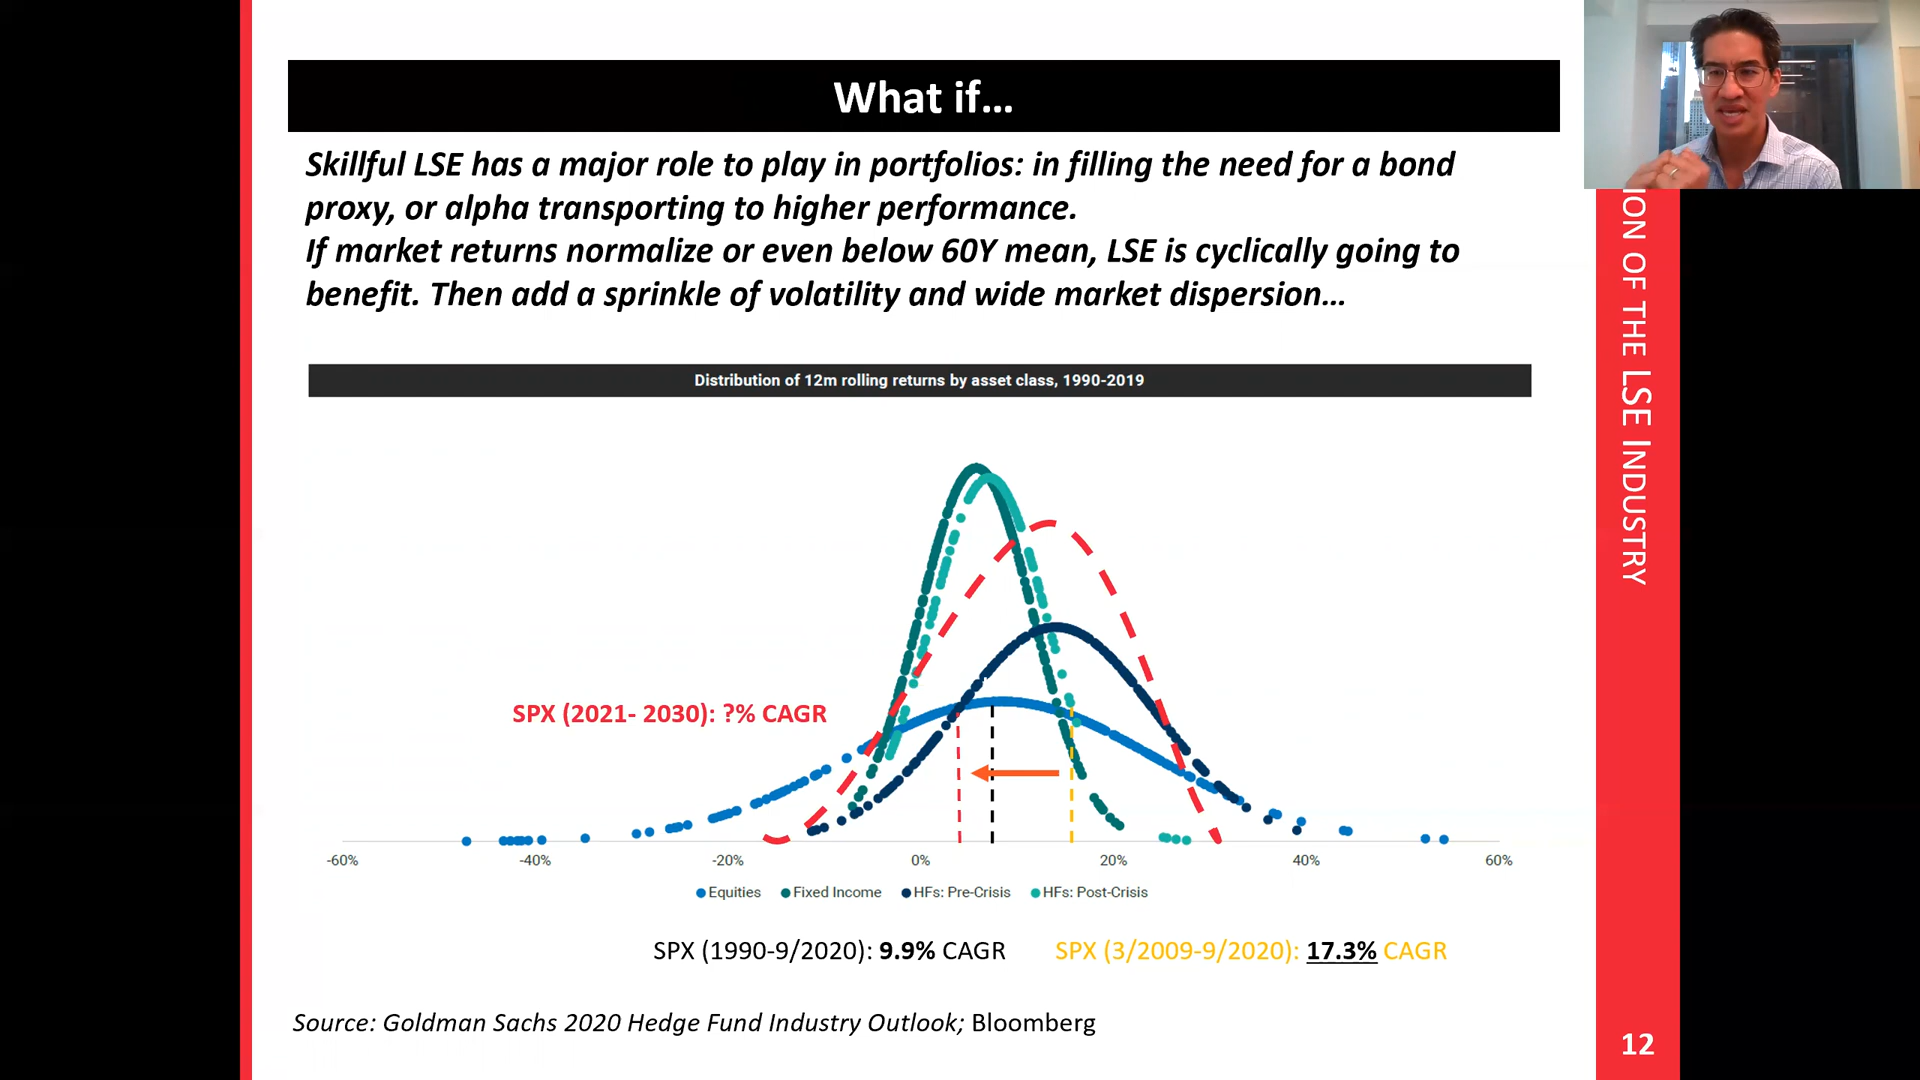 What if...
Skillful LSE has a major role to play in portfolios: in filling the need for a bond
proxy, or alpha transporting to higher performance.
If market returns normalize or even below 60Y mean, LSE is cyclically going to
benefit. Then add a sprinkle of volatility and wide market dispersion...
Distribution of 12m rolling returns by asset class, 1990-2019
SPX (2021- 2030): ?% CAGR
-60% -40% -20% 0% 20% 40% 60%
Equities Fixed Income HFs: Pre-Crisis HFs: Post-Crisis
SPX (1990-9/2020): 9.9% CAGR SPX (3/2009-9/2020): 17.3% CAGR
Source: Goldman Sachs 2020 Hedge Fund Industry Outlook; Bloomberg
OF THE LSE INDUSTRY
12